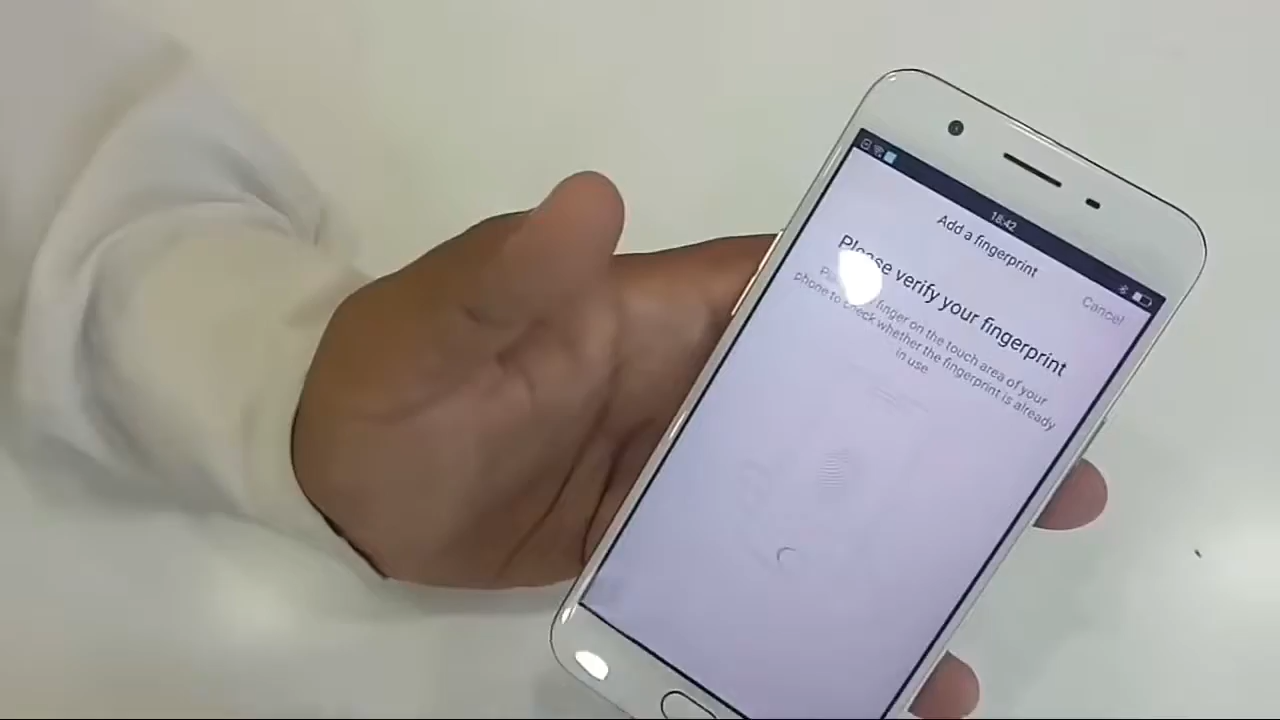 18:42
Add a fingerprint
Cancel
Please verify your fingerprint
finger on the touch area of your
phone to check whether the fingerprint is already
in use